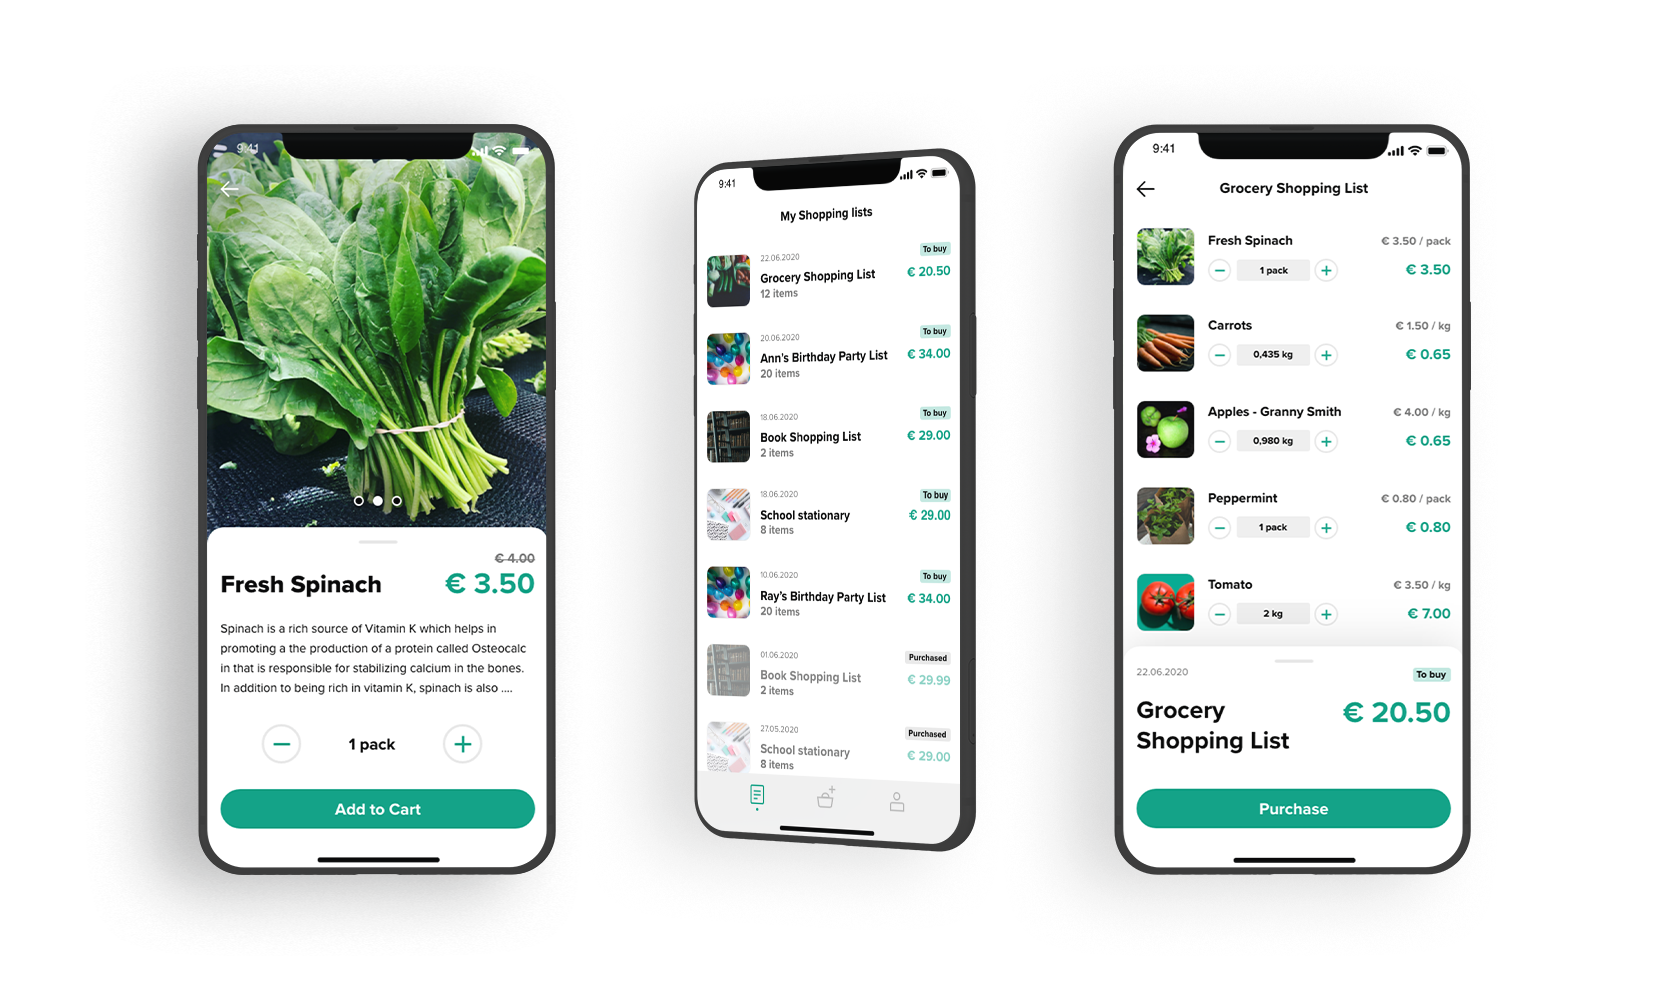 9:41
€ 4.00
Fresh Spinach
€ 3.50
Spinach is a rich source of Vitamin K which helps in
promoting a the production of a protein called Osteocalc
in that is responsible for stabilizing calcium in the bones.
In addition to being rich in vitamin K, spinach is also ....
1 pack
Add to Cart
9:41
My Shopping lists
22.06.2020
To buy
Grocery Shopping List
€ 20.50
12 items
20.06.2020
To buy
Ann's Birthday Party List
€ 34.00
20 items
18.06.2020
To buy
Book Shopping List
€ 29.00
2 items
18.06.2020
To buy
School stationary
€ 29.00
8 items
10.06.2020
To buy
Ray's Birthday Party List
€ 34.00
20 items
01.06.2020
Purchased
Book Shopping List
€ 29.99
2 items
27.05.2020
Purchased
School stationary
€ 29.00
8 items
9:41
Grocery Shopping List
Fresh Spinach
€ 3.50 / pack
1 pack
€ 3.50
Carrots
€ 1.50 / kg
0,435 kg
€ 0.65
Apples - Granny Smith
€ 4.00 / kg
0,980 kg
€ 0.65
Peppermint
€ 0.80 / pack
1 pack
€ 0.80
Tomato
€ 3.50 / kg
2 kg
€ 7.00
22.06.2020
To buy
Grocery
Shopping List
€ 20.50
Purchase